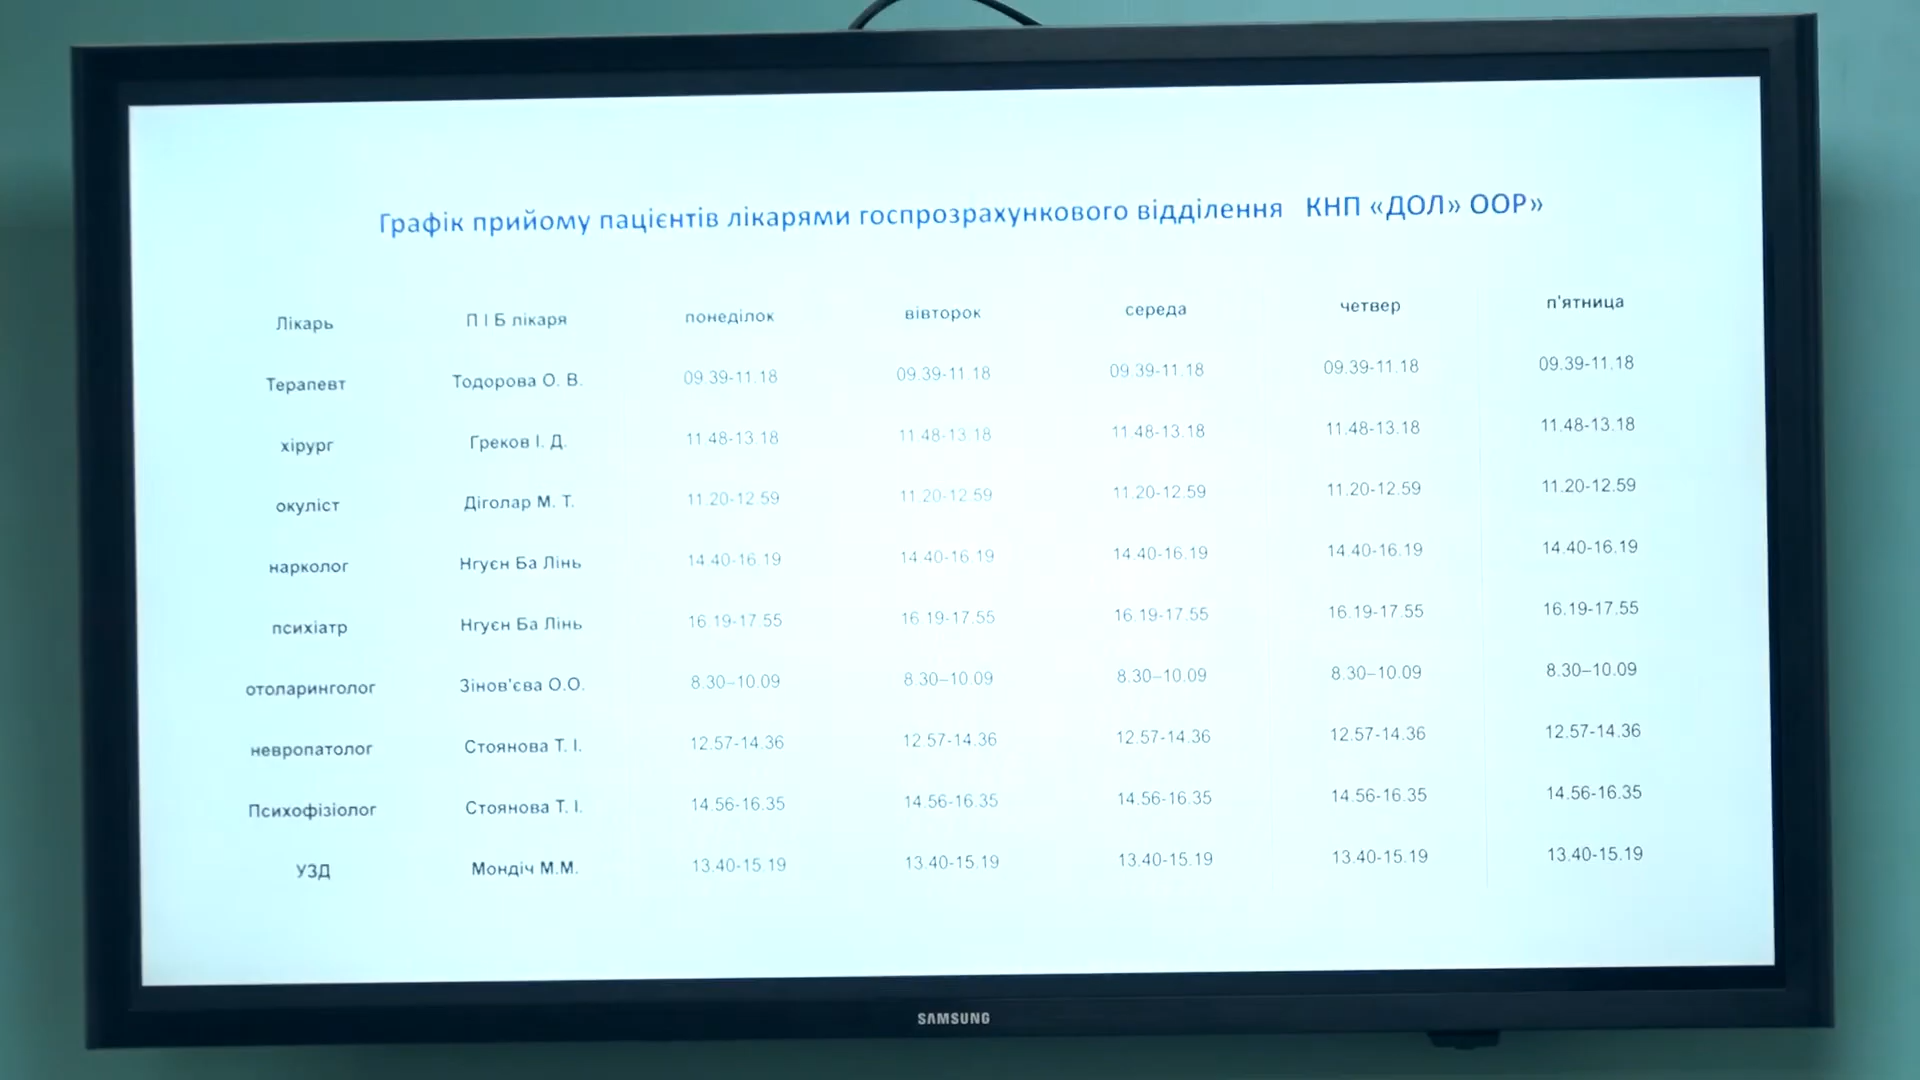 Графік прийому пацієнтів лікарями госпрозрахункового відділення КНП «ДОЛ» ООР»
Лікарь П І Б лікаря понеділок вівторок середа четвер п'ятниця
Терапевт Тодорова О. В. 09.39-11.18 09.39-11.18 09.39-11.18 09.39-11.18 09.39-11.18
хірург Греков І. Д. 11.48-13.18 11.48-13.18 11.48-13.18 11.48-13.18 11.48-13.18
окуліст Діголар М. Т. 11.20-12.59 11.20-12.59 11.20-12.59 11.20-12.59 11.20-12.59
нарколог Нгуєн Ба Лінь 14.40-16.19 14.40-16.19 14.40-16.19 14.40-16.19 14.40-16.19
психіатр Нгуєн Ба Лінь 16.19-17.55 16.19-17.55 16.19-17.55 16.19-17.55 16.19-17.55
отоларинголог Зінов'єва О.О. 8.30–10.09 8.30–10.09 8.30–10.09 8.30–10.09 8.30–10.09
невропатолог Стоянова Т. І. 12.57-14.36 12.57-14.36 12.57-14.36 12.57-14.36 12.57-14.36
Психофізіолог Стоянова Т. І. 14.56-16.35 14.56-16.35 14.56-16.35 14.56-16.35 14.56-16.35
УЗД Мондіч М.М. 13.40-15.19 13.40-15.19 13.40-15.19 13.40-15.19 13.40-15.19
SAMSUNG